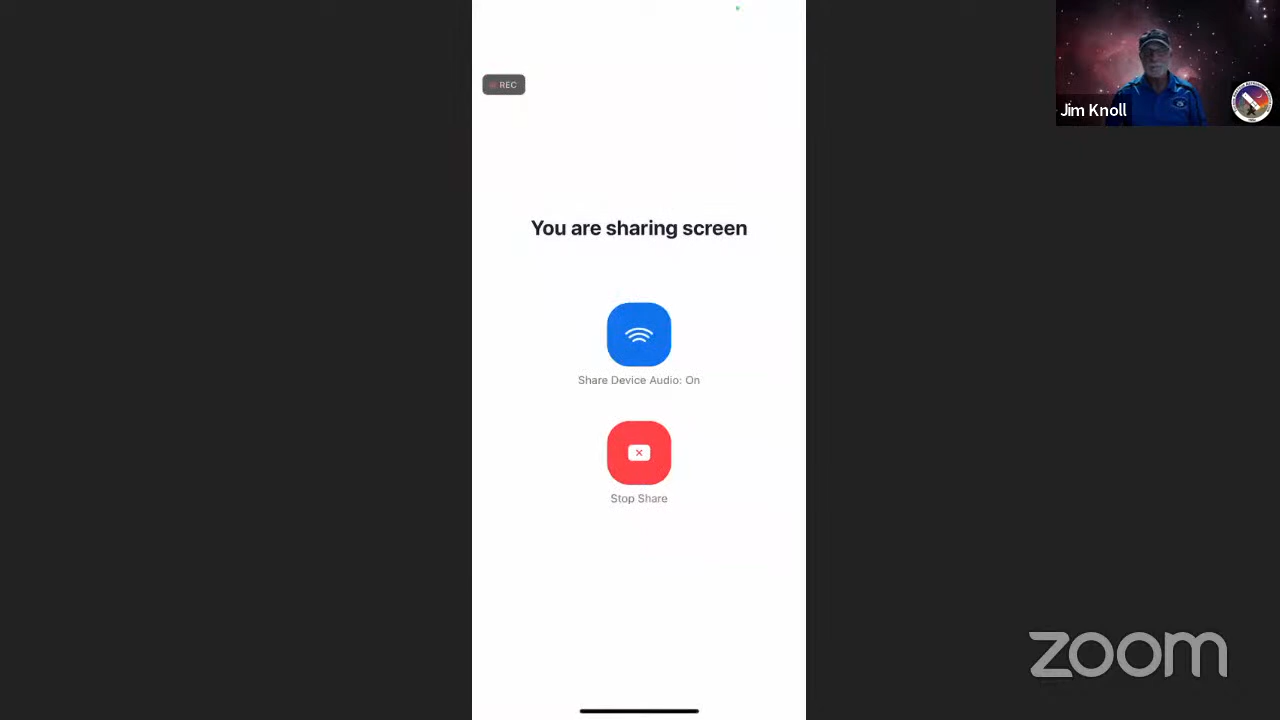 REC
Jim Knoll
You are sharing screen
Share Device Audio: On
Stop Share
zoom